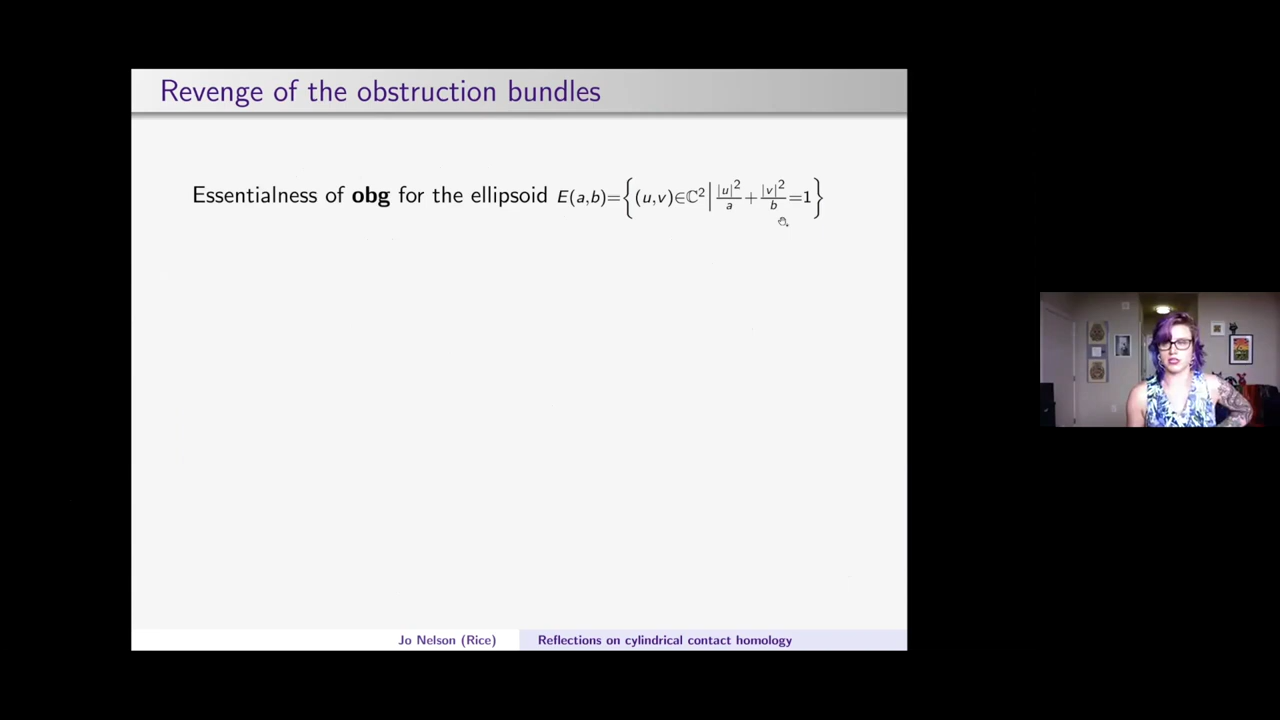 Revenge of the obstruction bundles
Essentialness of obg for the ellipsoid E(a,b)={(u,v)∈ℂ²| |u|²/a + |v|²/b =1}
Jo Nelson (Rice) Reflections on cylindrical contact homology